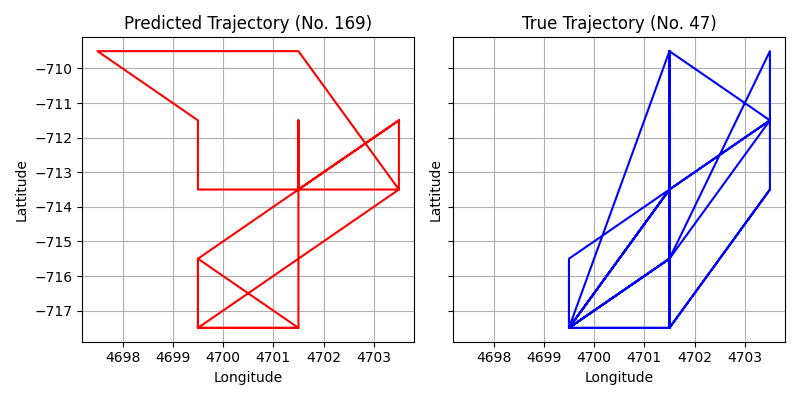 Predicted Trajectory (No. 169)
True Trajectory (No. 47)
Lattitude
−710
−711
−712
−713
−714
−715
−716
−717
4698 4699 4700 4701 4702 4703
Longitude
Lattitude
4698 4699 4700 4701 4702 4703
Longitude